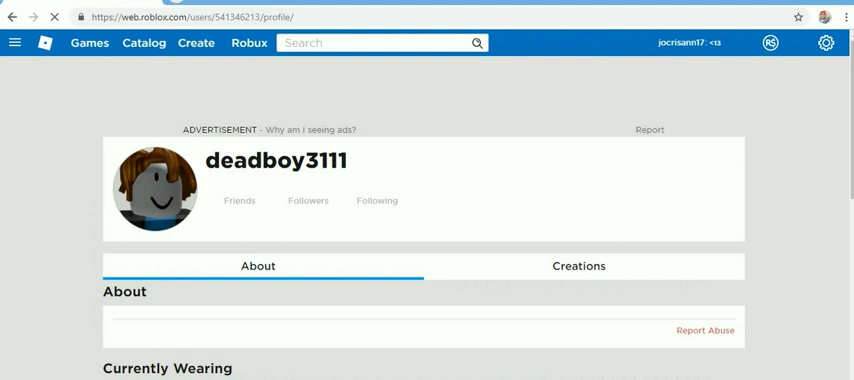 https://web.roblox.com/users/541346213/profile/
Games Catalog Create Robux Search jocrisann17: <13 R$
ADVERTISEMENT - Why am I seeing ads? Report
deadboy3111
Friends Followers Following
About Creations
About
Report Abuse
Currently Wearing